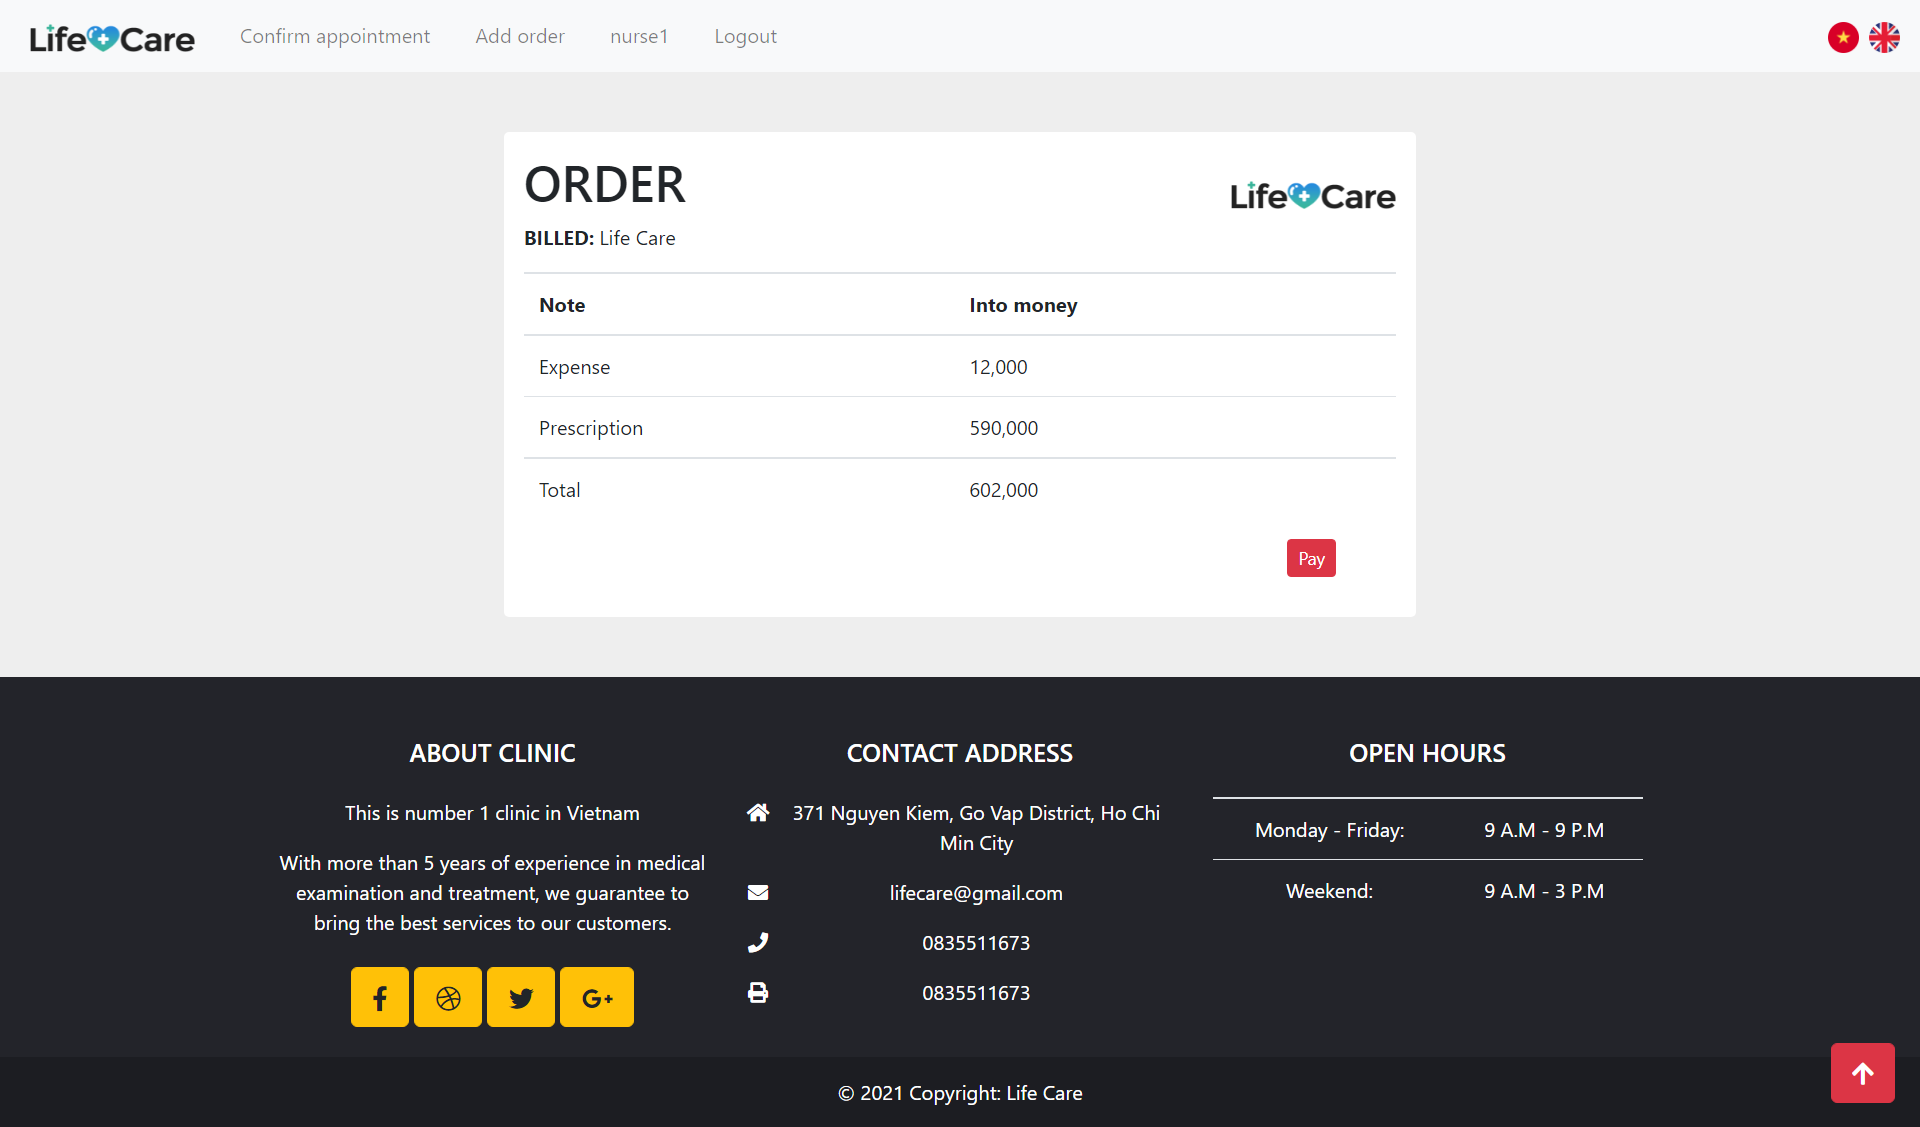 Life Care
Confirm appointment
Add order
nurse1
Logout
ORDER
Life Care
BILLED: Life Care
Note Into money
Expense 12,000
Prescription 590,000
Total 602,000
Pay
ABOUT CLINIC
This is number 1 clinic in Vietnam
With more than 5 years of experience in medical
examination and treatment, we guarantee to
bring the best services to our customers.
G+
CONTACT ADDRESS
371 Nguyen Kiem, Go Vap District, Ho Chi
Min City
lifecare@gmail.com
0835511673
0835511673
OPEN HOURS
Monday - Friday: 9 A.M - 9 P.M
Weekend: 9 A.M - 3 P.M
© 2021 Copyright: Life Care